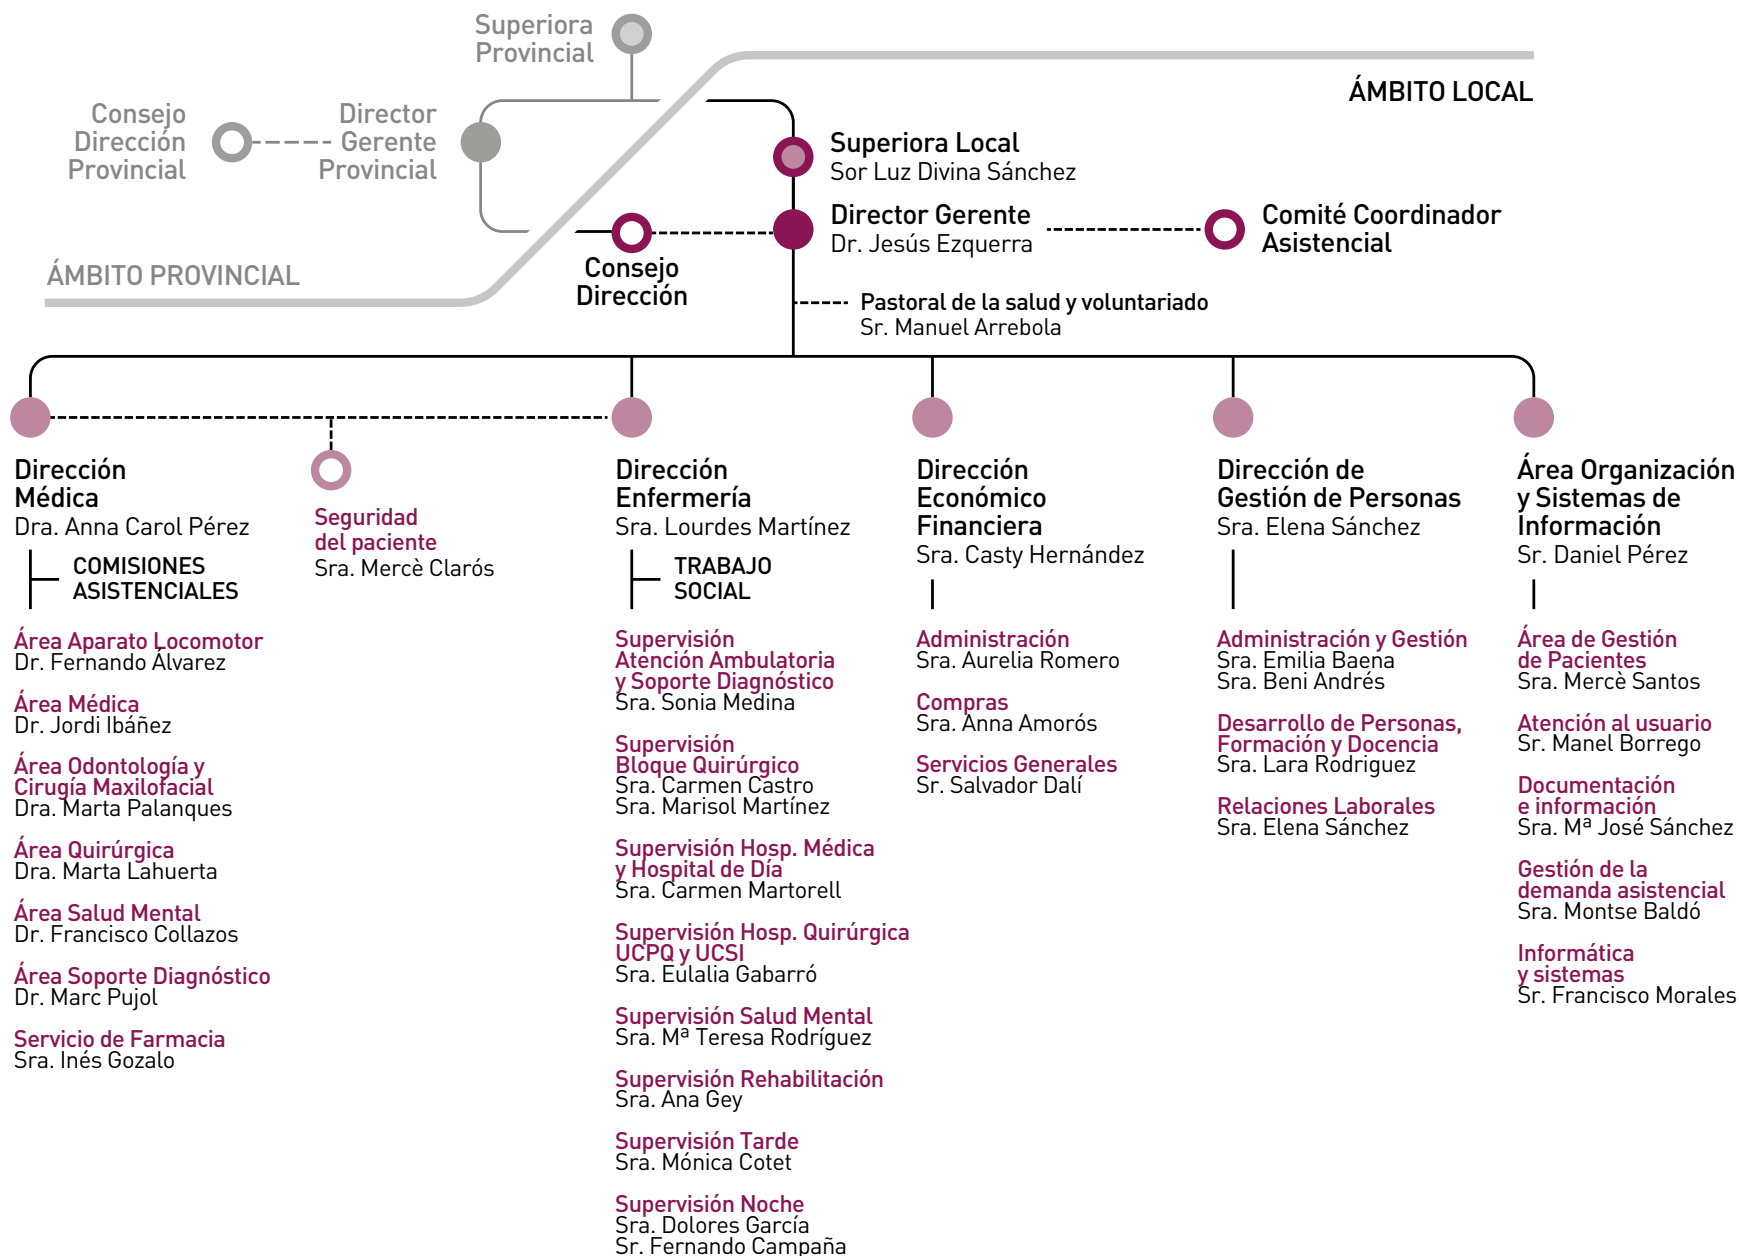 Superiora
Provincial
ÁMBITO LOCAL
Consejo
Dirección
Provincial
Director
Gerente
Provincial
Superiora Local
Sor Luz Divina Sánchez
Director Gerente
Dr. Jesús Ezquerra
Comité Coordinador
Asistencial
ÁMBITO PROVINCIAL
Consejo
Dirección
Pastoral de la salud y voluntariado
Sr. Manuel Arrebola
Dirección
Médica
Dra. Anna Carol Pérez
COMISIONES
ASISTENCIALES
Área Aparato Locomotor
Dr. Fernando Álvarez
Área Médica
Dr. Jordi Ibáñez
Área Odontología y
Cirugía Maxilofacial
Dra. Marta Palanques
Área Quirúrgica
Dra. Marta Lahuerta
Área Salud Mental
Dr. Francisco Collazos
Área Soporte Diagnóstico
Dr. Marc Pujol
Servicio de Farmacia
Sra. Inés Gozalo
Seguridad
del paciente
Sra. Mercè Clarós
Dirección
Enfermería
Sra. Lourdes Martínez
TRABAJO
SOCIAL
Supervisión
Atención Ambulatoria
y Soporte Diagnóstico
Sra. Sonia Medina
Supervisión
Bloque Quirúrgico
Sra. Carmen Castro
Sra. Marisol Martínez
Supervisión Hosp. Médica
y Hospital de Día
Sra. Carmen Martorell
Supervisión Hosp. Quirúrgica
UCPQ y UCSI
Sra. Eulalia Gabarró
Supervisión Salud Mental
Sra. Mª Teresa Rodríguez
Supervisión Rehabilitación
Sra. Ana Gey
Supervisión Tarde
Sra. Mónica Cotet
Supervisión Noche
Sra. Dolores García
Sr. Fernando Campaña
Dirección
Económico
Financiera
Sra. Casty Hernández
Administración
Sra. Aurelia Romero
Compras
Sra. Anna Amorós
Servicios Generales
Sr. Salvador Dalí
Dirección de
Gestión de Personas
Sra. Elena Sánchez
Administración y Gestión
Sra. Emilia Baena
Sra. Beni Andrés
Desarrollo de Personas,
Formación y Docencia
Sra. Lara Rodriguez
Relaciones Laborales
Sra. Elena Sánchez
Área Organización
y Sistemas de
Información
Sr. Daniel Pérez
Área de Gestión
de Pacientes
Sra. Mercè Santos
Atención al usuario
Sr. Manel Borrego
Documentación
e información
Sra. Mª José Sánchez
Gestión de la
demanda asistencial
Sra. Montse Baldó
Informática
y sistemas
Sr. Francisco Morales